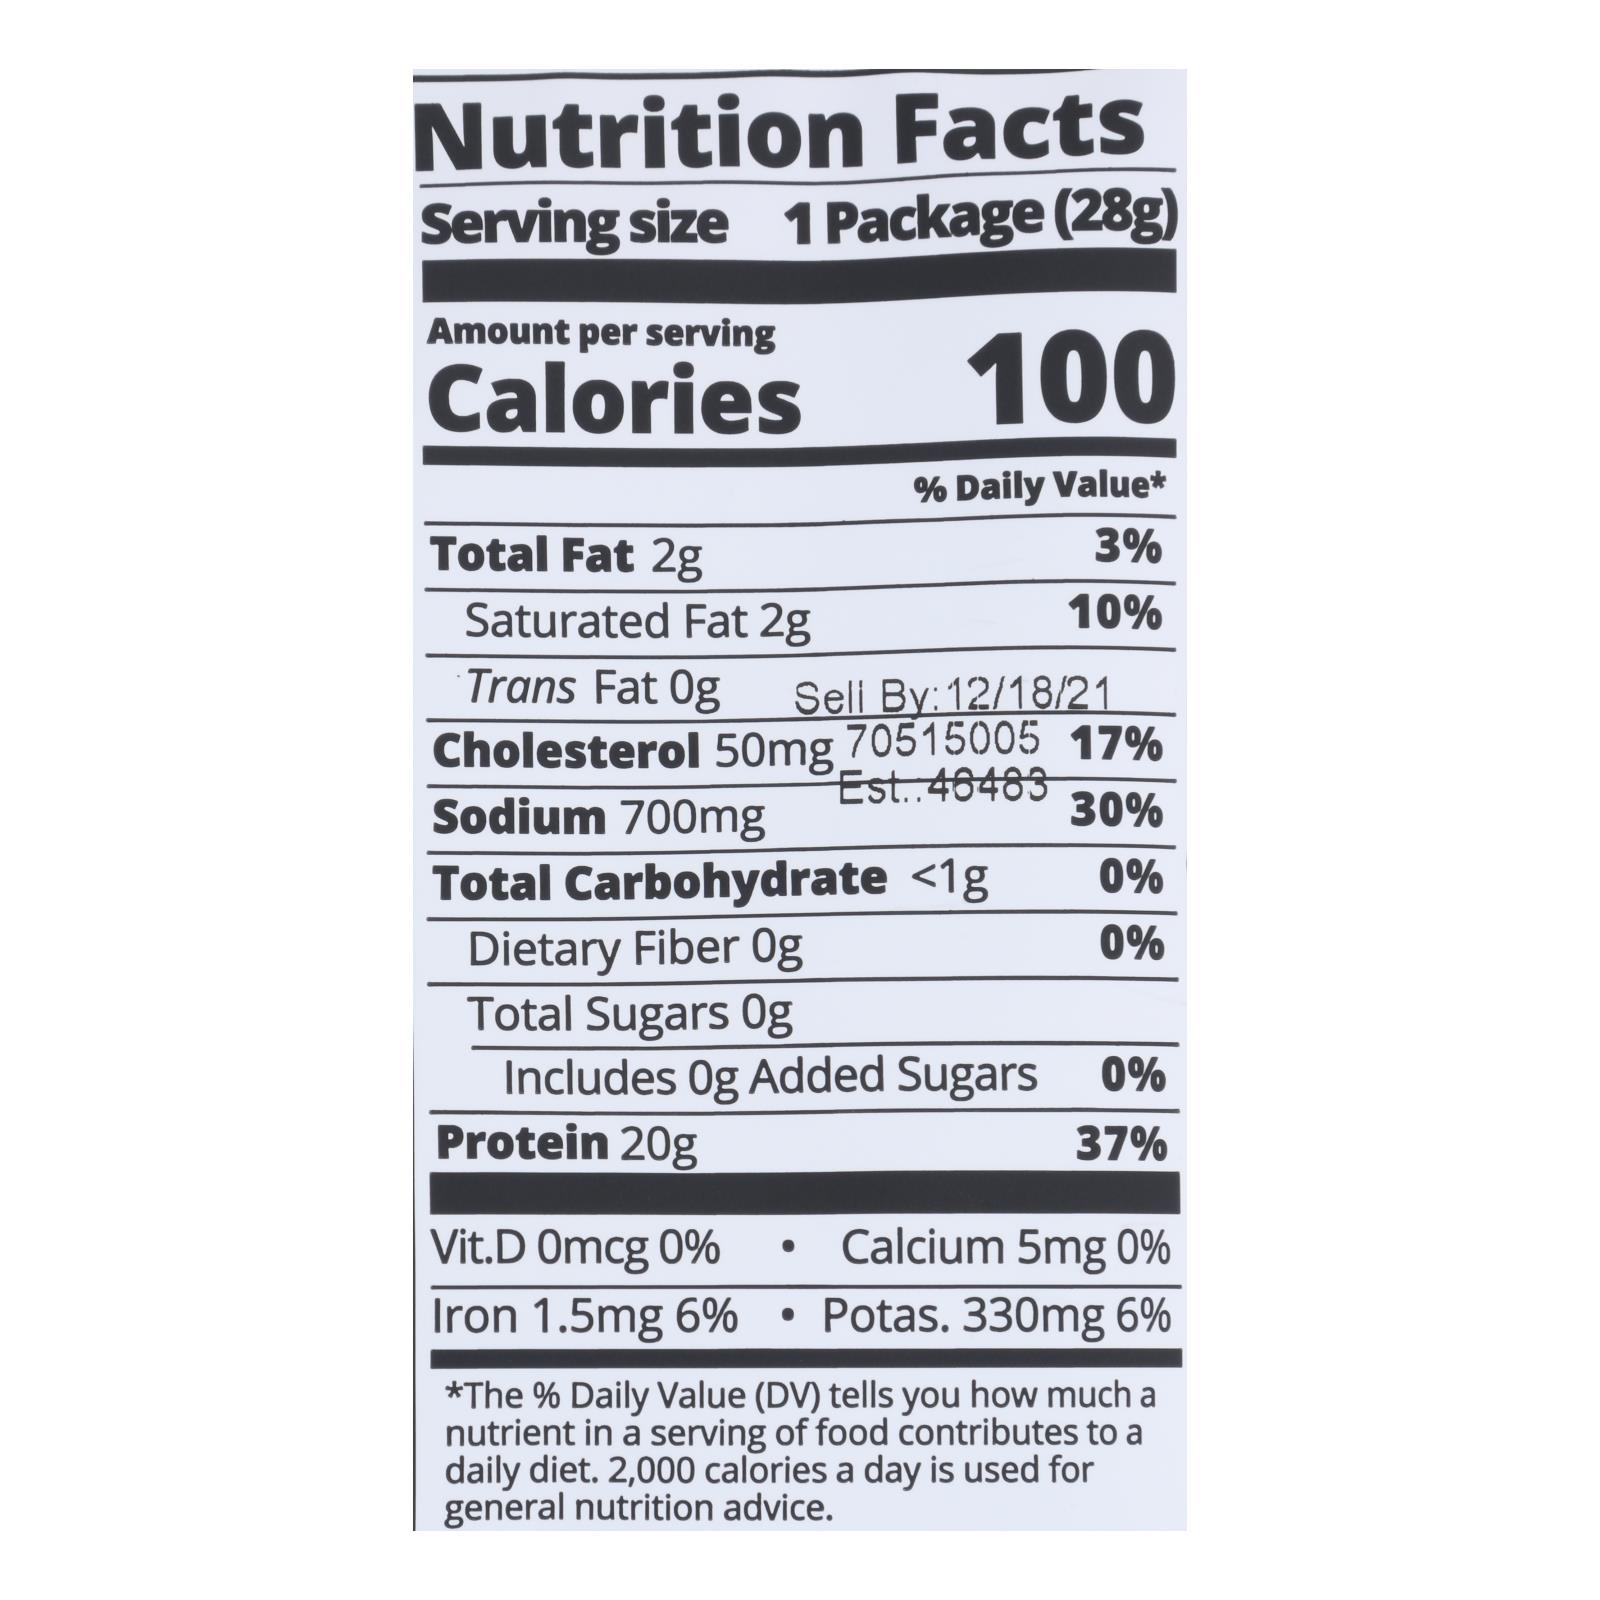 Nutrition Facts
Serving size 1 Package (28g)
Amount per serving
Calories 100
% Daily Value*
Total Fat 2g 3%
Saturated Fat 2g 10%
Trans Fat 0g
Sell By: 12/18/21
Cholesterol 50mg 70515005 17%
Est.:46463
Sodium 700mg 30%
Total Carbohydrate <1g 0%
Dietary Fiber 0g 0%
Total Sugars 0g
Includes 0g Added Sugars 0%
Protein 20g 37%
Vit.D 0mcg 0% • Calcium 5mg 0%
Iron 1.5mg 6% • Potas. 330mg 6%
*The % Daily Value (DV) tells you how much a
nutrient in a serving of food contributes to a
daily diet. 2,000 calories a day is used for
general nutrition advice.